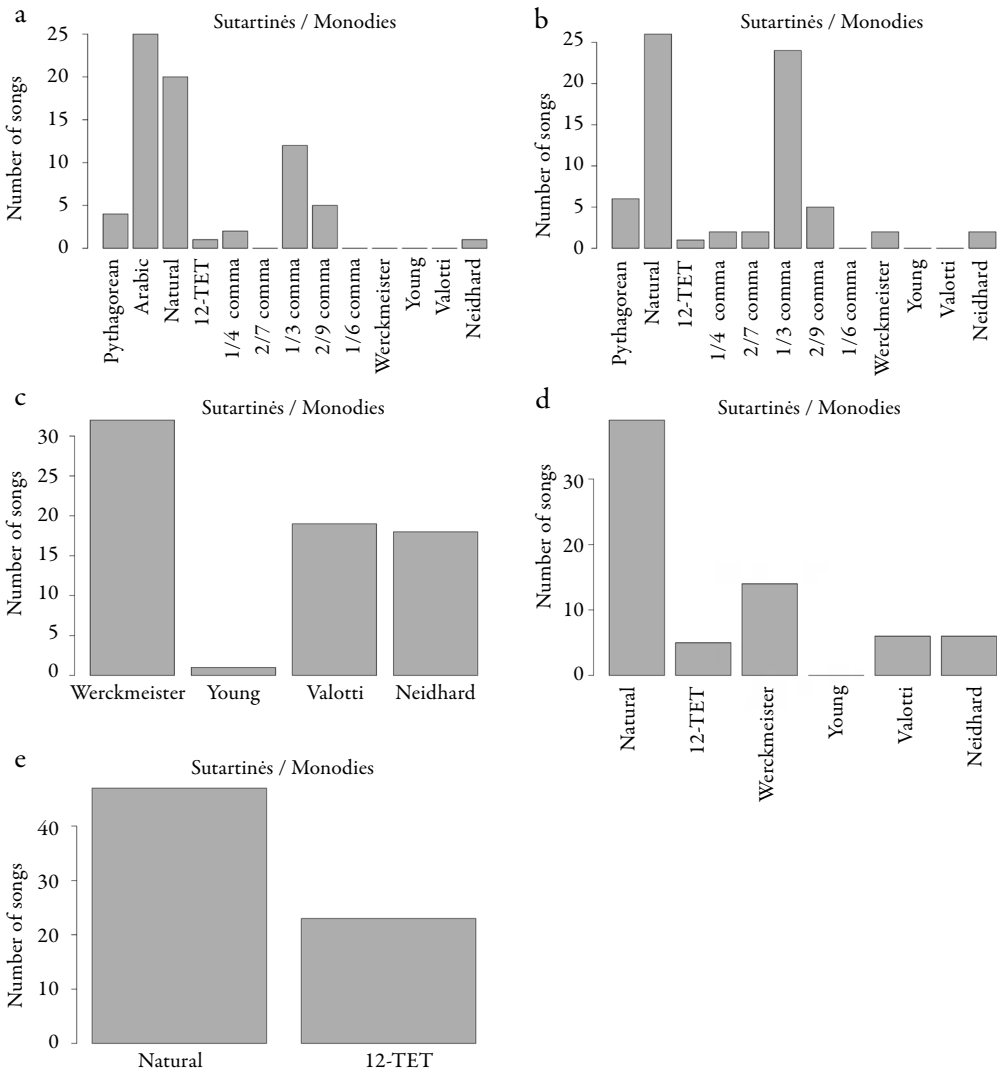 a
Sutartinės / Monodies
Number of songs
25
20
15
10
5
0
Pythagorean
Arabic
Natural
12-TET
1/4 comma
2/7 comma
1/3 comma
2/9 comma
1/6 comma
Werckmeister
Young
Valotti
Neidhard
b
Sutartinės / Monodies
Number of songs
25
20
15
10
5
0
Pythagorean
Natural
12-TET
1/4 comma
2/7 comma
1/3 comma
2/9 comma
1/6 comma
Werckmeister
Young
Valotti
Neidhard
c
Sutartinės / Monodies
Number of songs
30
25
20
15
10
5
0
Werckmeister Young Valotti Neidhard
d
Sutartinės / Monodies
Number of songs
30
20
10
0
Natural
12-TET
Werckmeister
Young
Valotti
Neidhard
e
Sutartinės / Monodies
Number of songs
40
30
20
10
0
Natural 12-TET